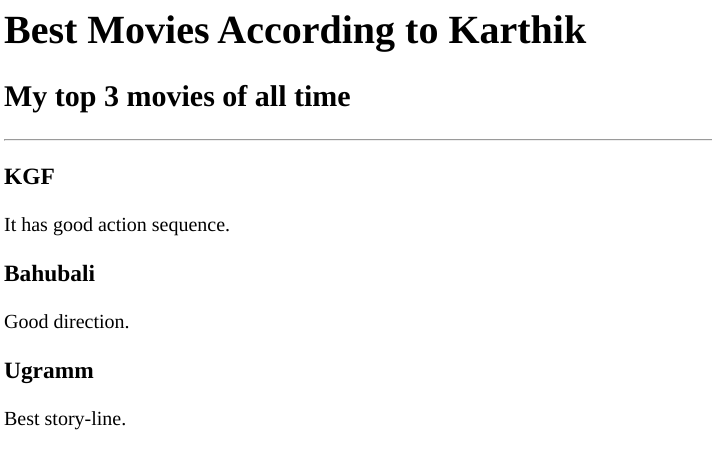 Best Movies According to Karthik
My top 3 movies of all time
KGF
It has good action sequence.
Bahubali
Good direction.
Ugramm
Best story-line.